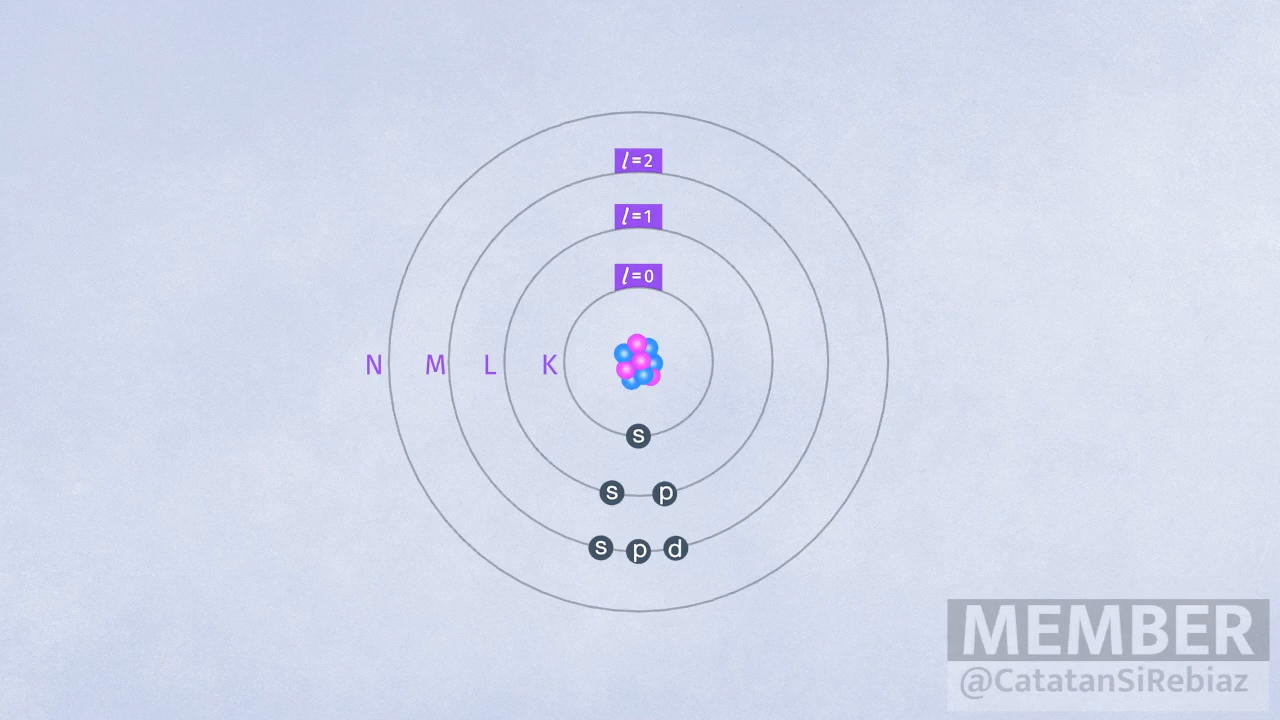 l=2
l=1
l=0
N M L K
s
s p
s p d
MEMBER
@CatatanSiRebiaz